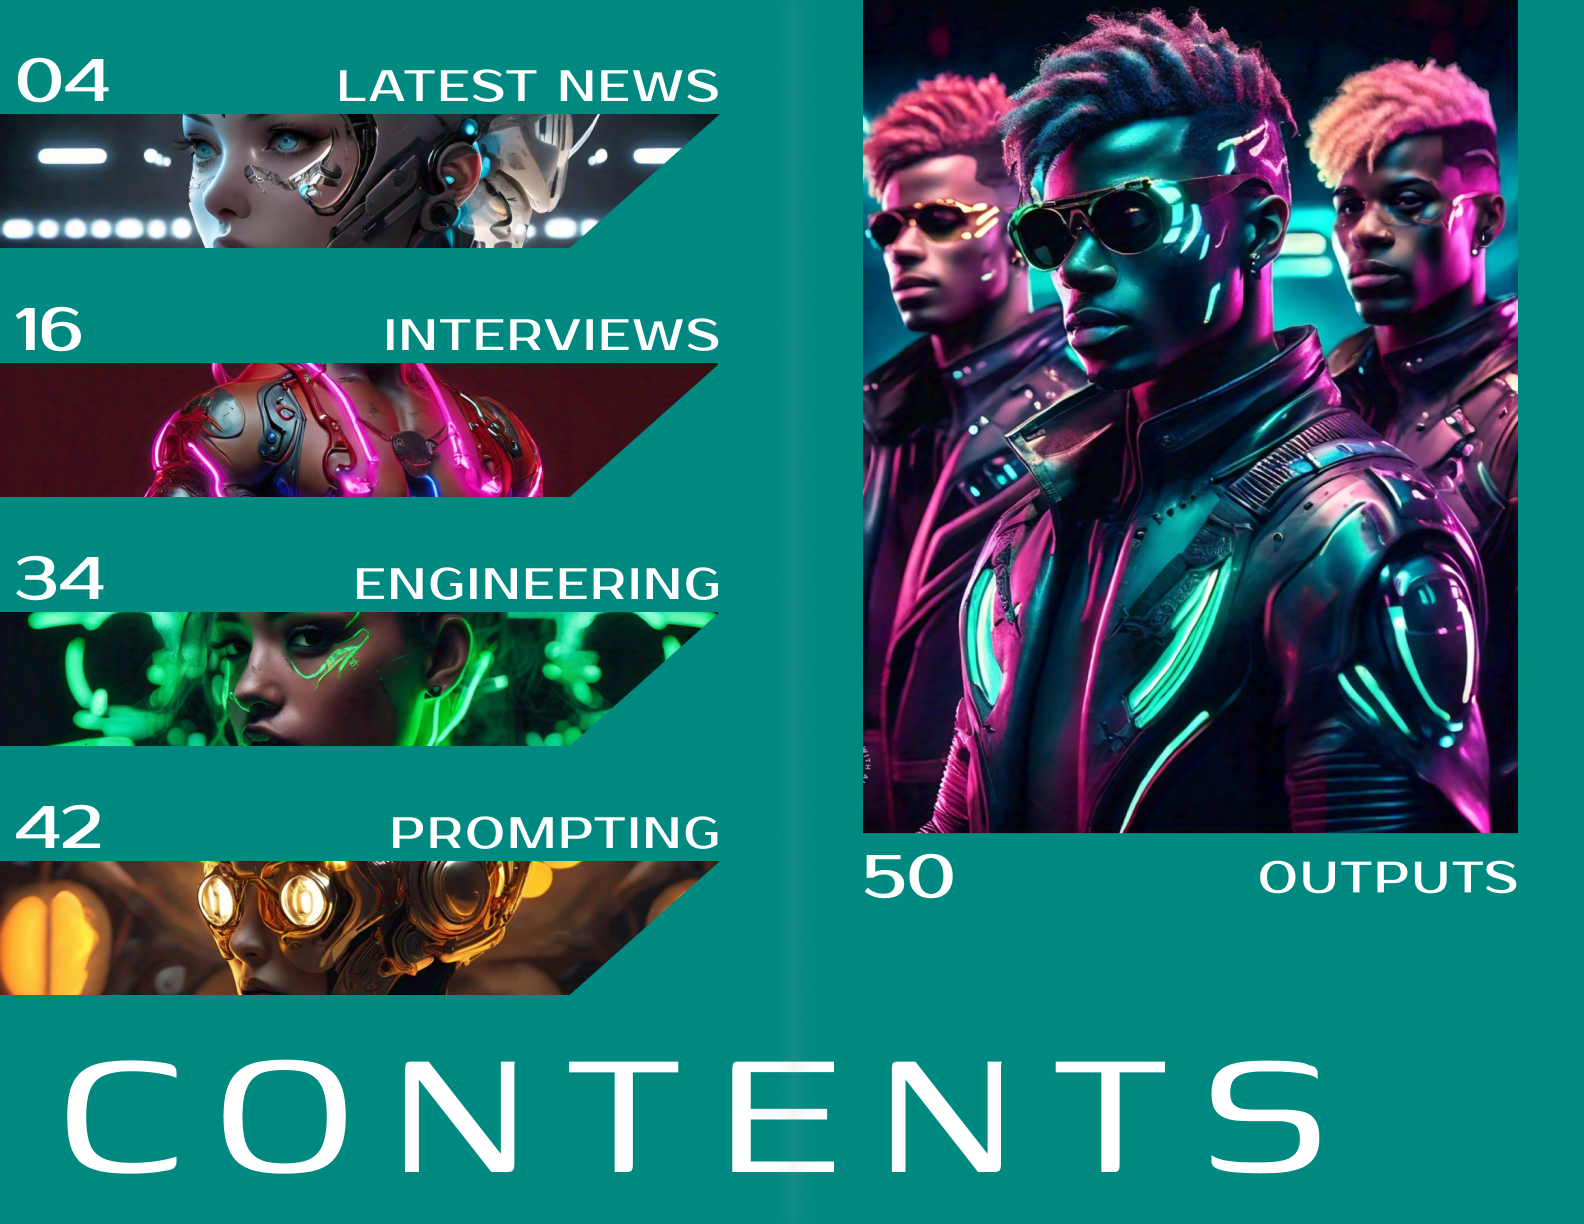 04 LATEST NEWS
16 INTERVIEWS
34 ENGINEERING
42 PROMPTING
50 OUTPUTS
CONTENTS